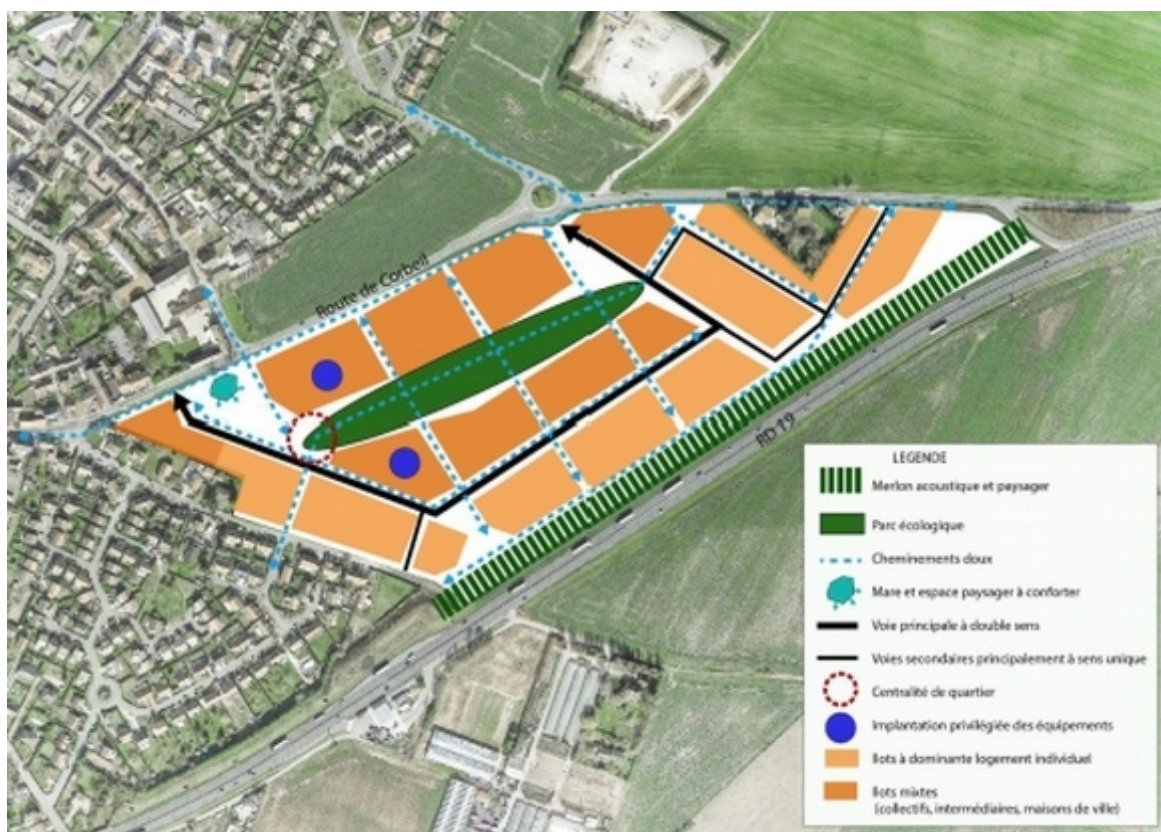 Route de Corbeil
RD 19
LEGENDE
Merlon acoustique et paysager
Parc écologique
Cheminements doux
Mare et espace paysager à conforter
Voie principale à double sens
Voies secondaires principalement à sens unique
Centralité de quartier
Implantation privilégiée des équipements
Ilots à dominante logement individuel
Ilots mixtes
(collectifs, intermédiaires, maisons de ville)